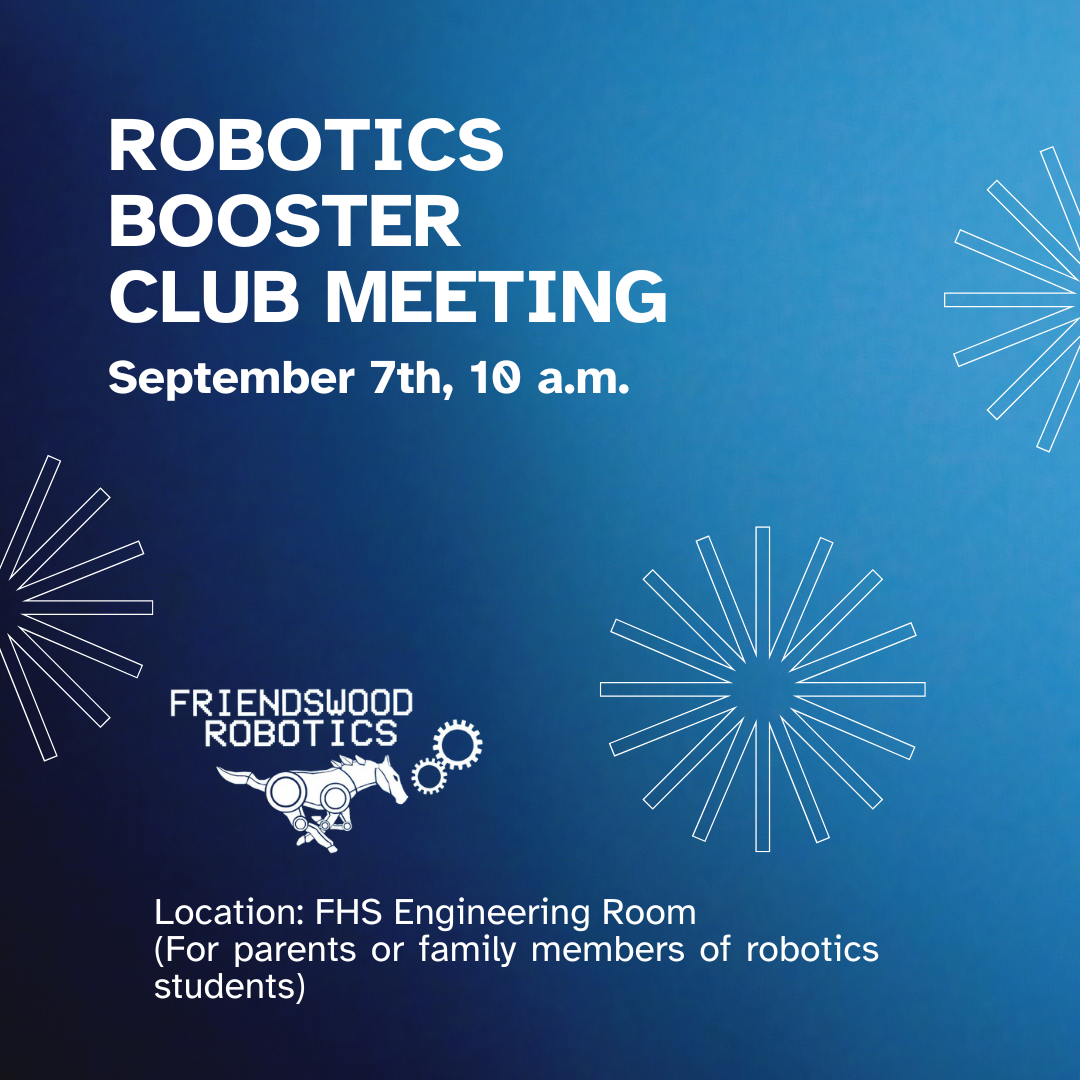 ROBOTICS
BOOSTER
CLUB MEETING
September 7th, 10 a.m.
FRIENDSWOOD
ROBOTICS
Location: FHS Engineering Room
(For parents or family members of robotics
students)